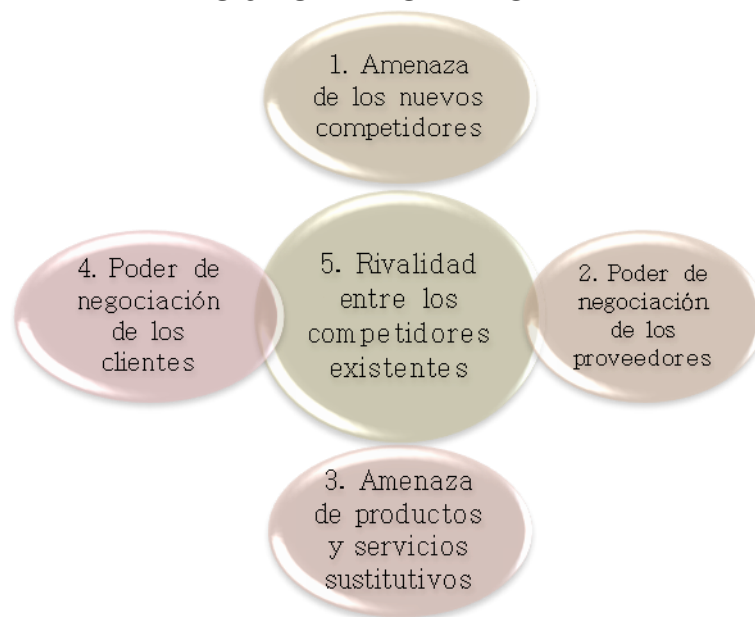 1. Amenaza
de los nuevos
competidores
4. Poder de
negociación
de los
clientes
5. Rivalidad
entre los
competidores
existentes
2. Poder de
negociación
de los
proveedores
3. Amenaza
de productos
y servicios
sustitutivos